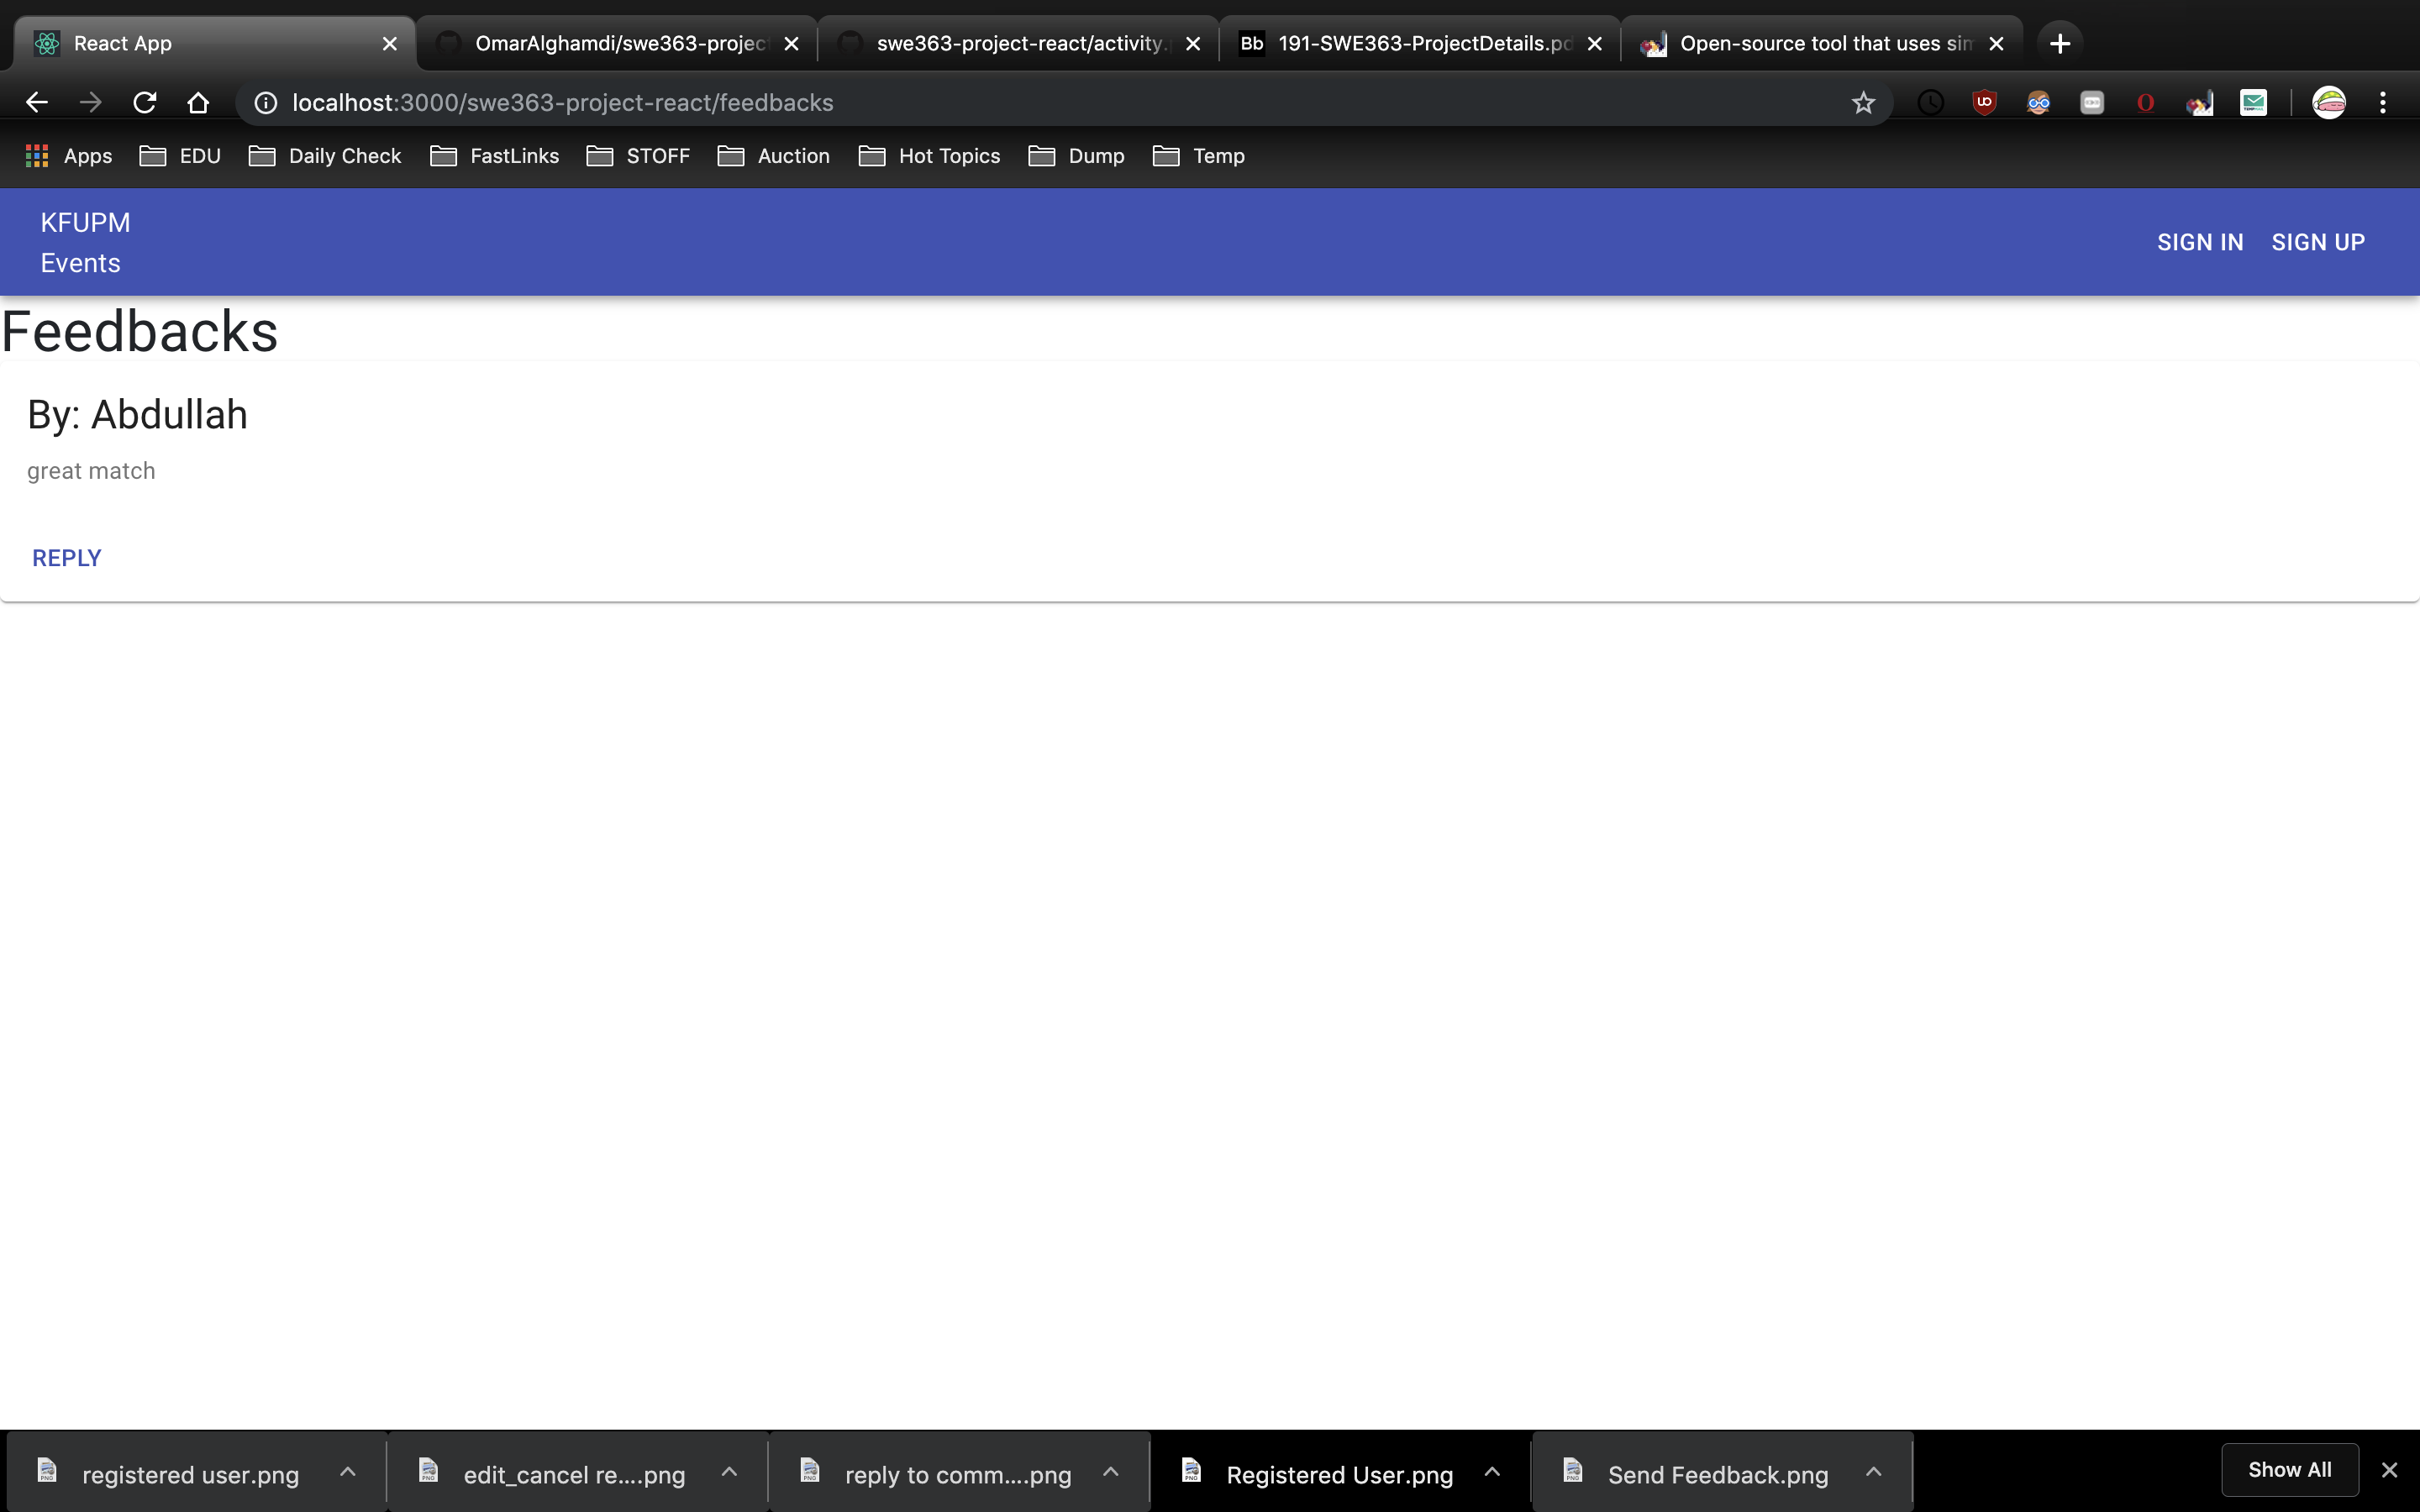 React App
OmarAlghamdi/swe363-projec
swe363-project-react/activity.
Bb 191-SWE363-ProjectDetails.pd
Open-source tool that uses sim
localhost:3000/swe363-project-react/feedbacks
Apps EDU Daily Check FastLinks STOFF Auction Hot Topics Dump Temp
KFUPM
Events
SIGN IN SIGN UP
Feedbacks
By: Abdullah
great match
REPLY
registered user.png
edit_cancel re....png
reply to comm....png
Registered User.png
Send Feedback.png
Show All